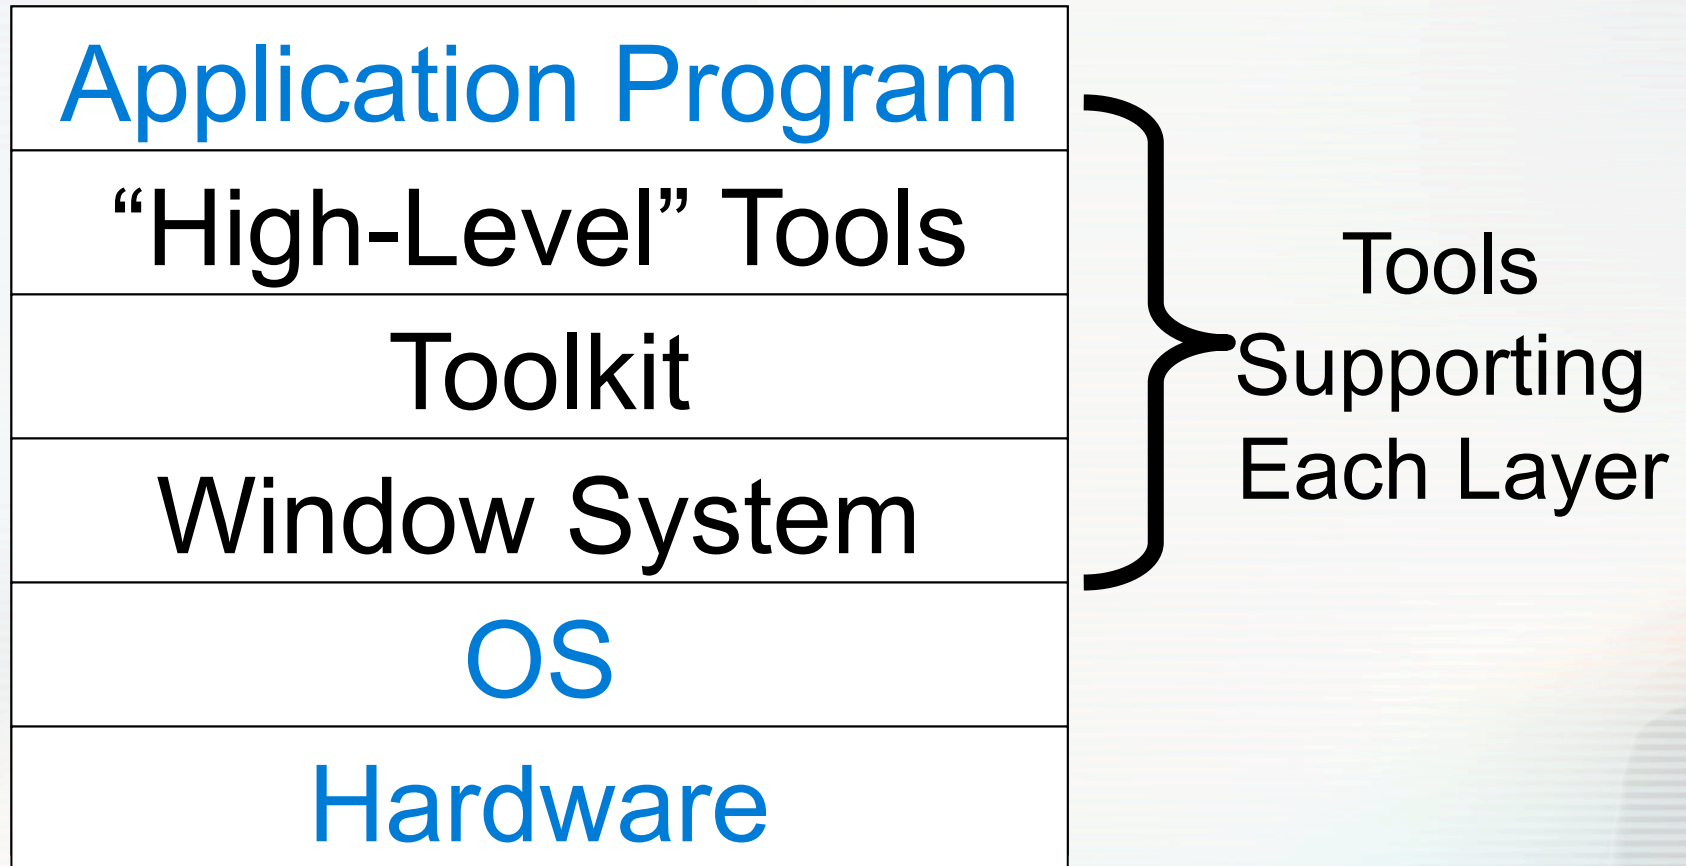 Application Program
“High-Level” Tools
Toolkit
Window System
OS
Hardware
Tools
Supporting
Each Layer